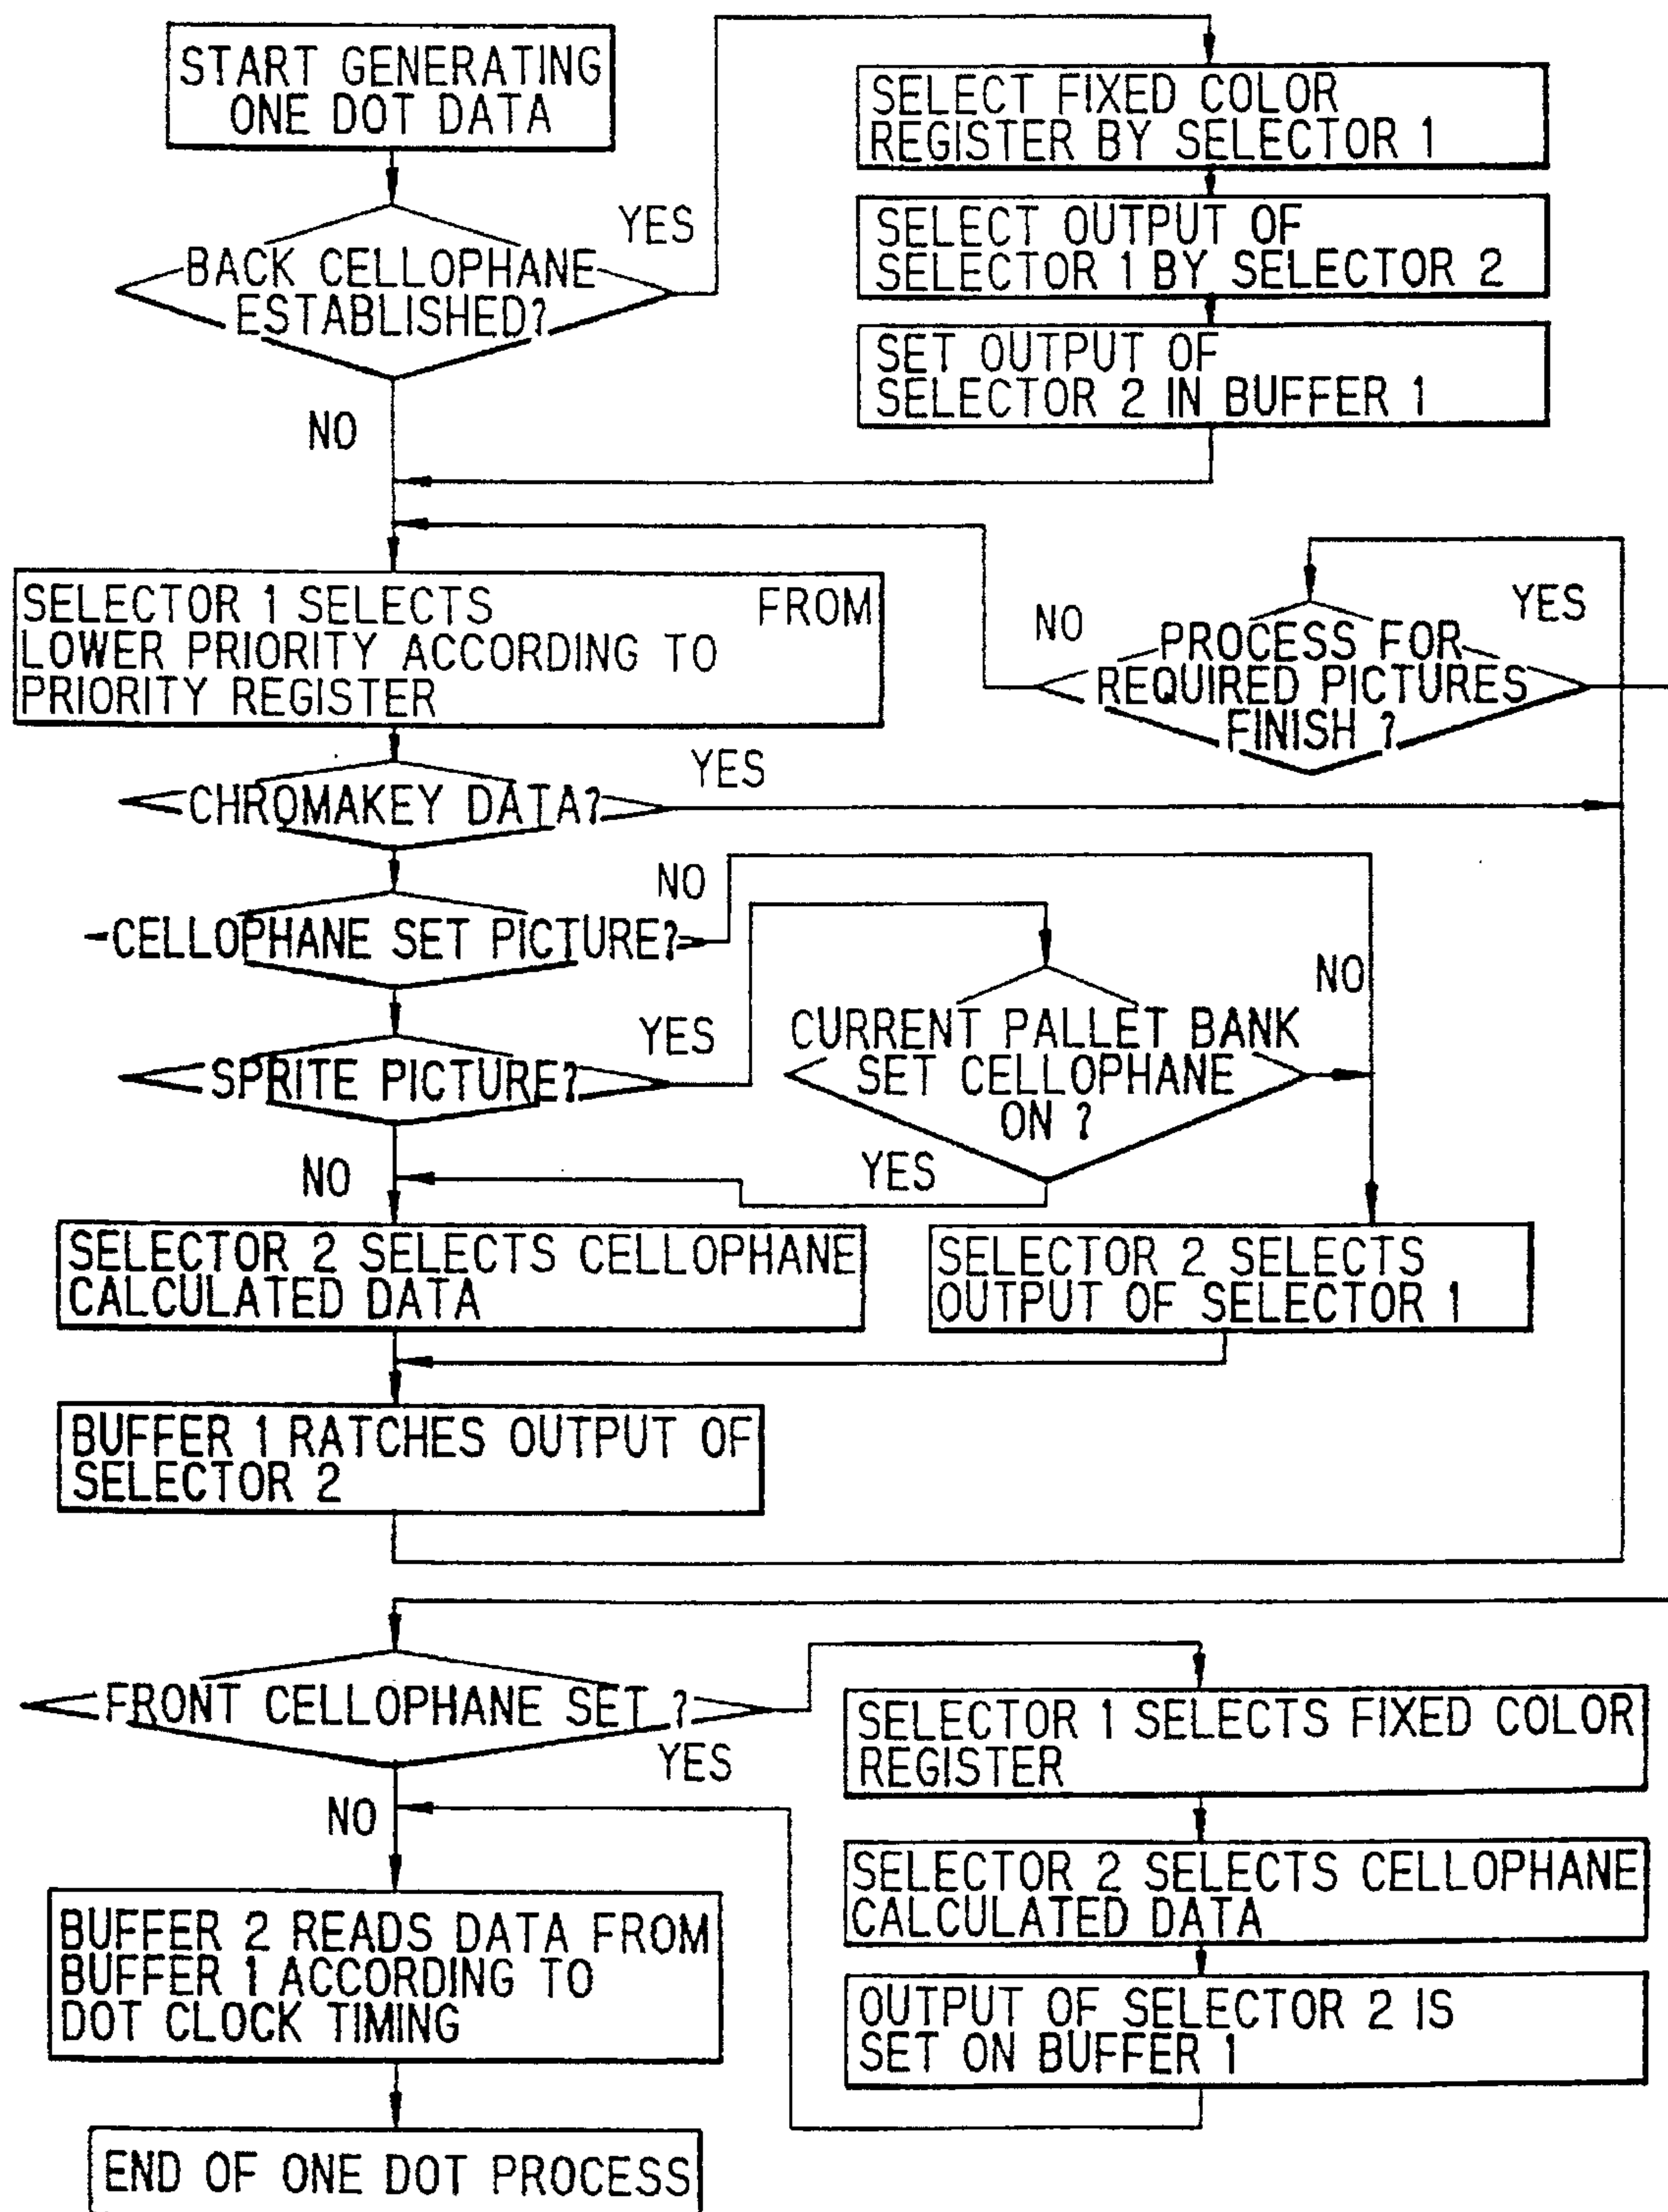 START GENERATING
ONE DOT DATA
BACK CELLOPHANE
ESTABLISHED?
YES
NO
SELECT FIXED COLOR
REGISTER BY SELECTOR 1
SELECT OUTPUT OF
SELECTOR 1 BY SELECTOR 2
SET OUTPUT OF
SELECTOR 2 IN BUFFER 1
SELECTOR 1 SELECTS FROM
LOWER PRIORITY ACCORDING TO
PRIORITY REGISTER
NO
YES
PROCESS FOR
REQUIRED PICTURES
FINISH ?
CHROMAKEY DATA?
YES
CELLOPHANE SET PICTURE?
NO
SPRITE PICTURE?
YES
NO
CURRENT PALLET BANK
SET CELLOPHANE
ON ?
NO
YES
SELECTOR 2 SELECTS CELLOPHANE
CALCULATED DATA
SELECTOR 2 SELECTS
OUTPUT OF SELECTOR 1
BUFFER 1 RATCHES OUTPUT OF
SELECTOR 2
FRONT CELLOPHANE SET ?
YES
NO
SELECTOR 1 SELECTS FIXED COLOR
REGISTER
SELECTOR 2 SELECTS CELLOPHANE
CALCULATED DATA
OUTPUT OF SELECTOR 2 IS
SET ON BUFFER 1
BUFFER 2 READS DATA FROM
BUFFER 1 ACCORDING TO
DOT CLOCK TIMING
END OF ONE DOT PROCESS